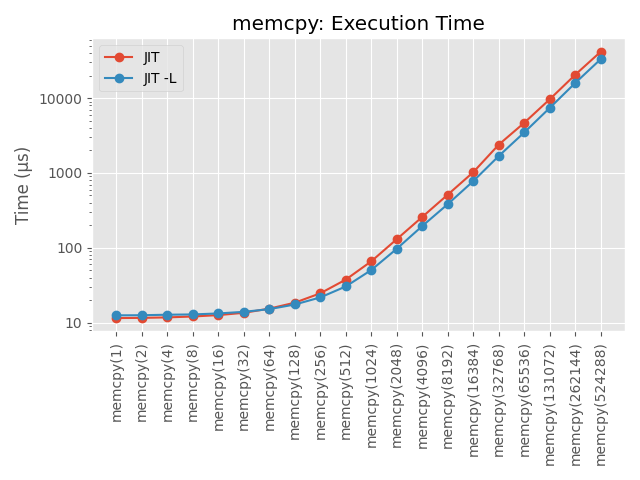 memcpy: Execution Time
JIT
JIT -L
Time (µs)
10000
1000
100
10
memcpy(1)
memcpy(2)
memcpy(4)
memcpy(8)
memcpy(16)
memcpy(32)
memcpy(64)
memcpy(128)
memcpy(256)
memcpy(512)
memcpy(1024)
memcpy(2048)
memcpy(4096)
memcpy(8192)
memcpy(16384)
memcpy(32768)
memcpy(65536)
memcpy(131072)
memcpy(262144)
memcpy(524288)